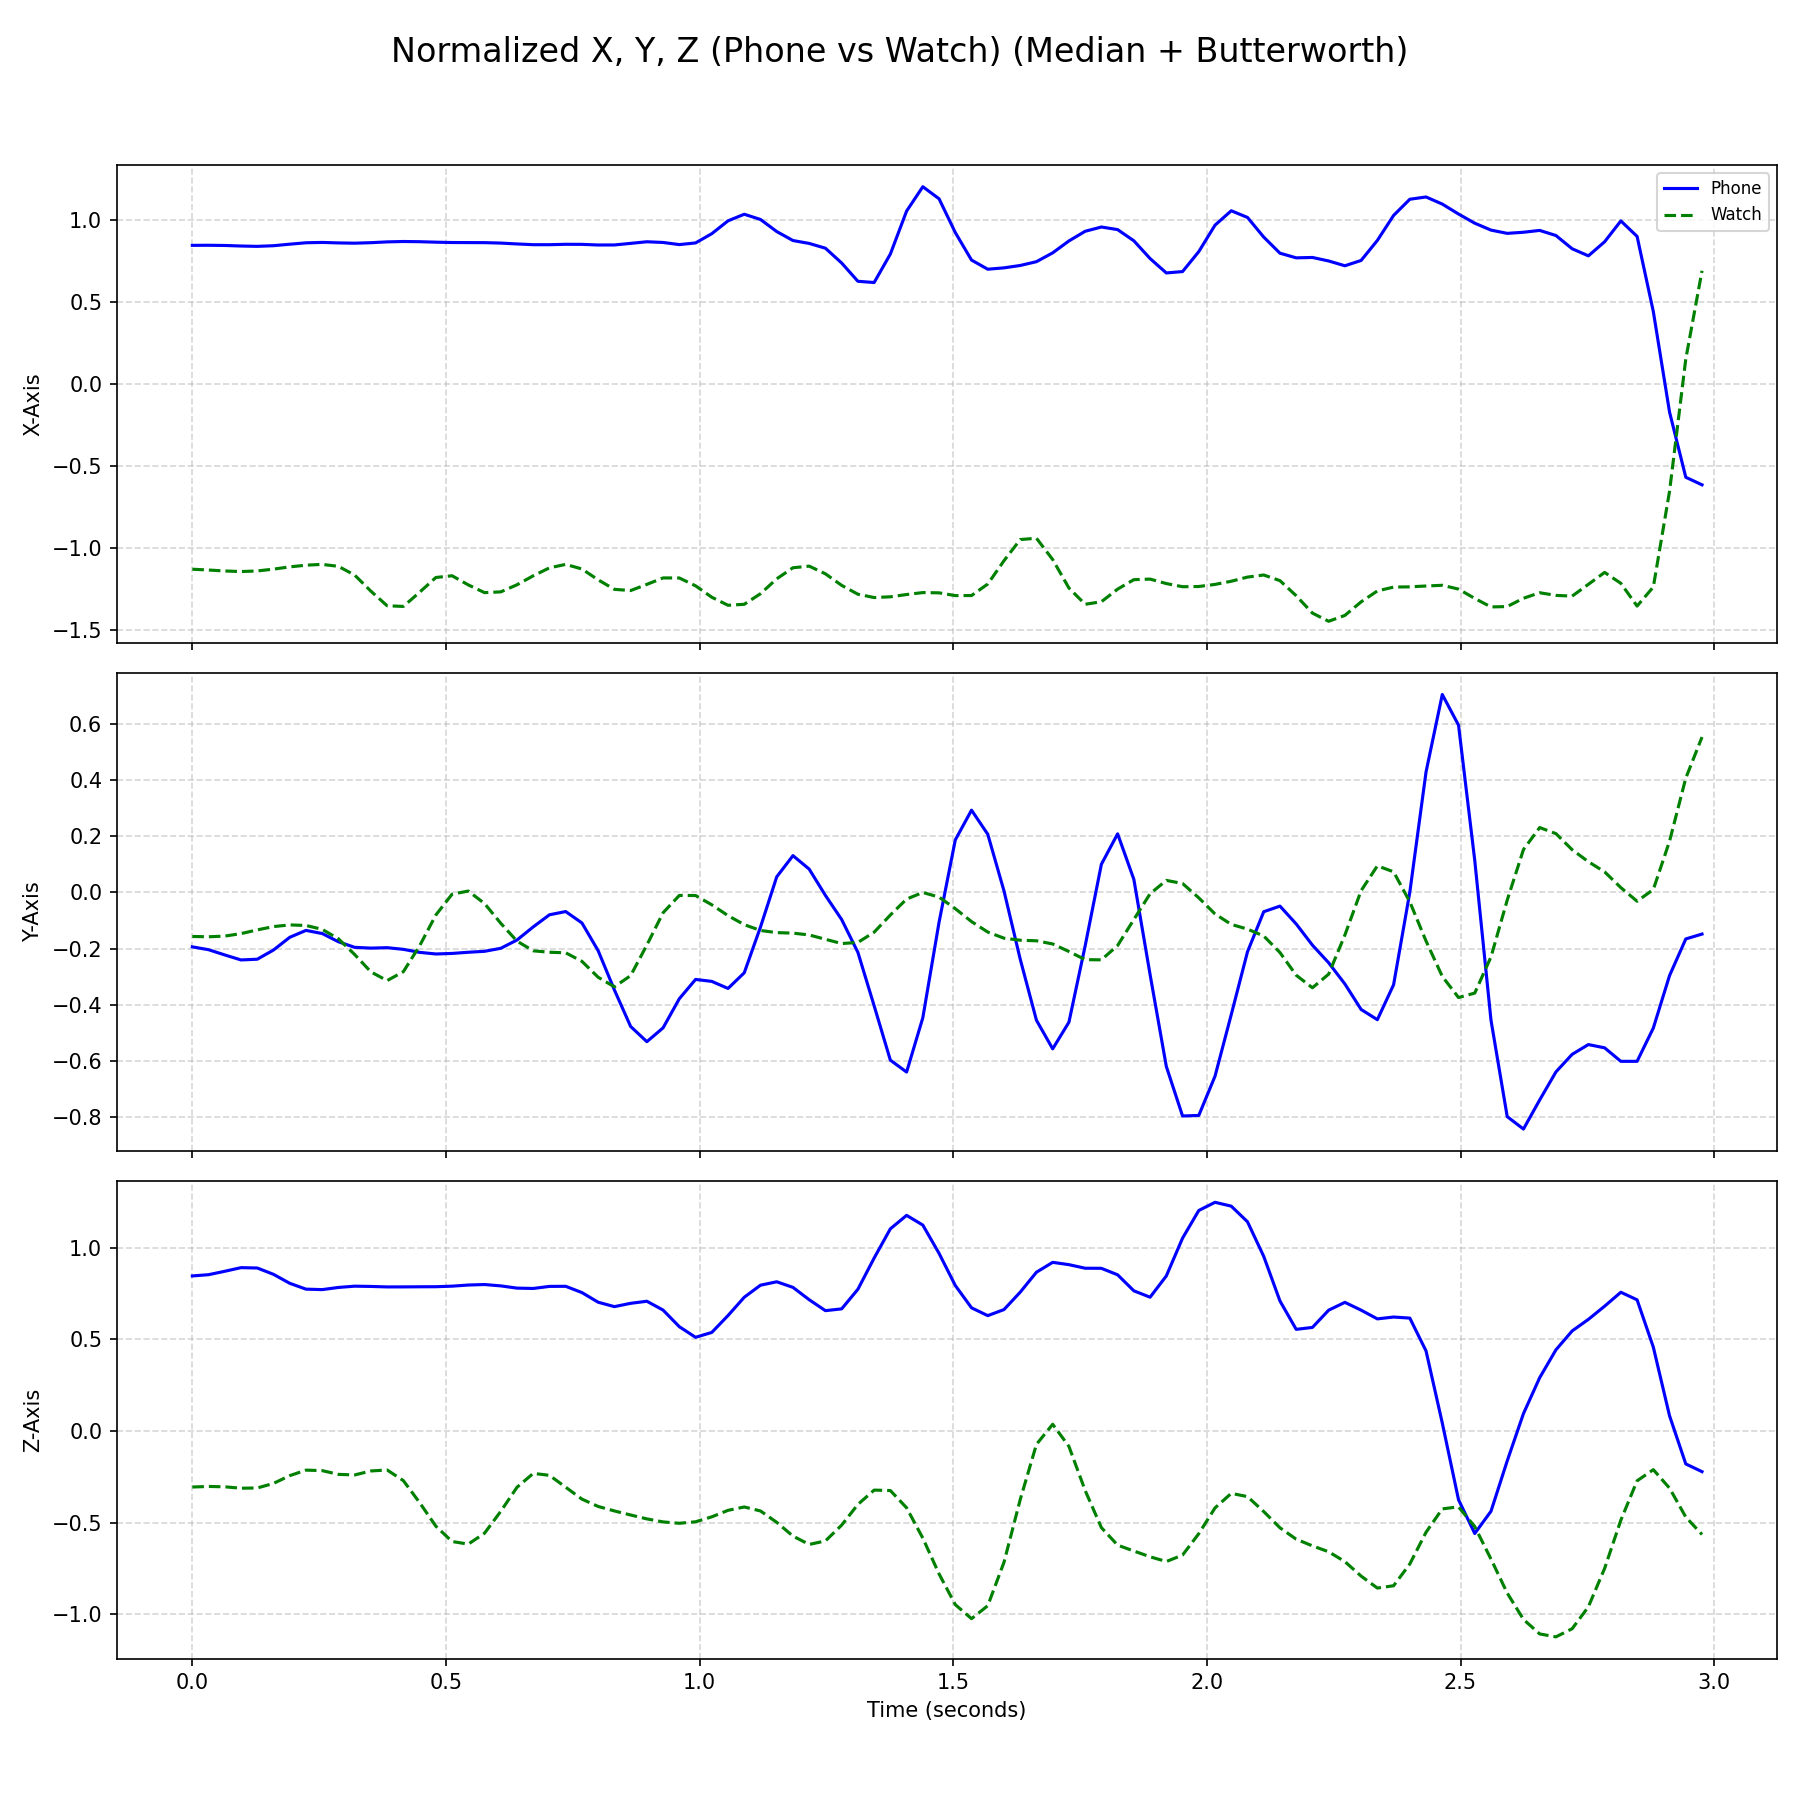 Normalized X, Y, Z (Phone vs Watch) (Median + Butterworth)
Phone
Watch
1.0
0.5
0.0
−0.5
−1.0
−1.5
X-Axis
0.6
0.4
0.2
0.0
−0.2
−0.4
−0.6
−0.8
Y-Axis
1.0
0.5
0.0
−0.5
−1.0
Z-Axis
0.0 0.5 1.0 1.5 2.0 2.5 3.0
Time (seconds)